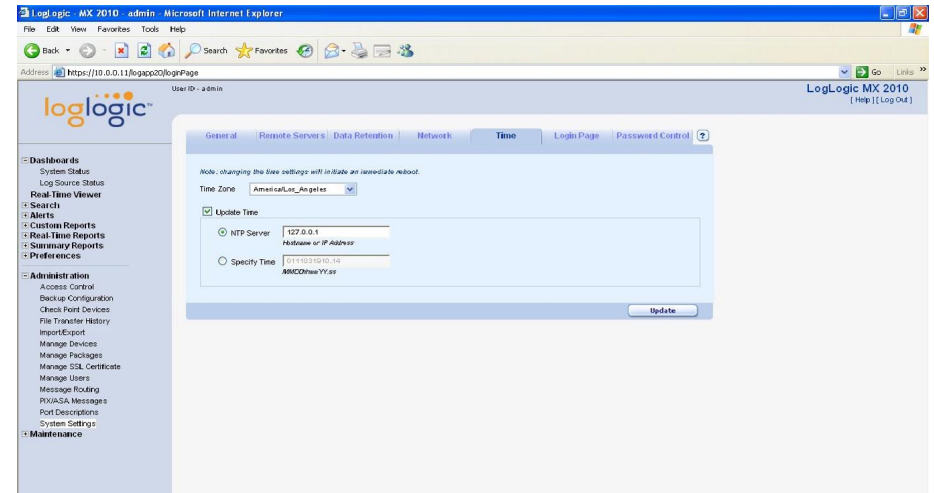 LogLogic - MX 2010 - admin - Microsoft Internet Explorer
File Edit View Favorites Tools Help
Back Search Favorites
Address https://10.0.0.11/logapp20/loginPage Go Links »
loglogic™
User ID - admin
LogLogic MX 2010
[ Help ] [ Log Out ]
General Remote Servers Data Retention Network Time Login Page Password Control ?
Dashboards
System Status
Log Source Status
Real-Time Viewer
Search
Alerts
Custom Reports
Real-Time Reports
Summary Reports
Preferences
Administration
Access Control
Backup Configuration
Check Point Devices
File Transfer History
Import/Export
Manage Devices
Manage Packages
Manage SSL Certificate
Manage Users
Message Routing
PIX/ASA Messages
Port Descriptions
System Settings
Maintenance
Note: changing the time settings will initiate an immediate reboot.
Time Zone America/Los_Angeles
Update Time
NTP Server 127.0.0.1
Hostname or IP Address
Specify Time 0111031910.14
MMDDhhmmYY.ss
Update